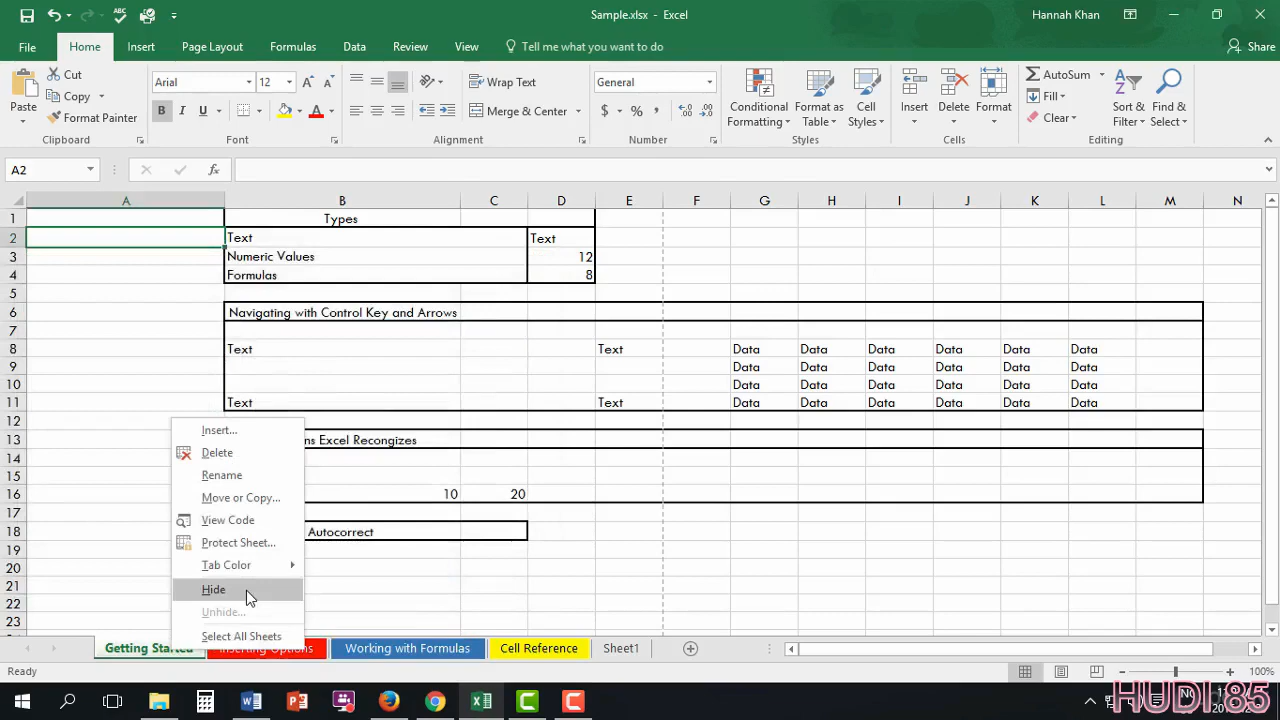 Sample.xlsx - Excel
Hannah Khan
File Home Insert Page Layout Formulas Data Review View Tell me what you want to do Share
Paste
Cut
Copy
Format Painter
Clipboard
Arial 12
B I U
Font
Wrap Text
Merge & Center
Alignment
General
$ % ,
Number
Conditional Formatting
Format as Table
Cell Styles
Styles
Insert
Delete
Format
Cells
AutoSum
Fill
Clear
Sort & Filter
Find & Select
Editing
A2 fx
A B C D E F G H I J K L M N
1 Types
2 Text Text
3 Numeric Values 12
4 Formulas 8
5
6 Navigating with Control Key and Arrows
7
8 Text Text Data Data Data Data Data Data
9 Data Data Data Data Data Data
10 Data Data Data Data Data Data
11 Text Text Data Data Data Data Data Data
12
13 ns Excel Recongizes
14
15
16 10 20
17
18 Autocorrect
19
20
21
22
23
Insert...
Delete
Rename
Move or Copy...
View Code
Protect Sheet...
Tab Color
Hide
Unhide...
Select All Sheets
Getting Started Inserting Options Working with Formulas Cell Reference Sheet1
Ready 100%
HUDI 85